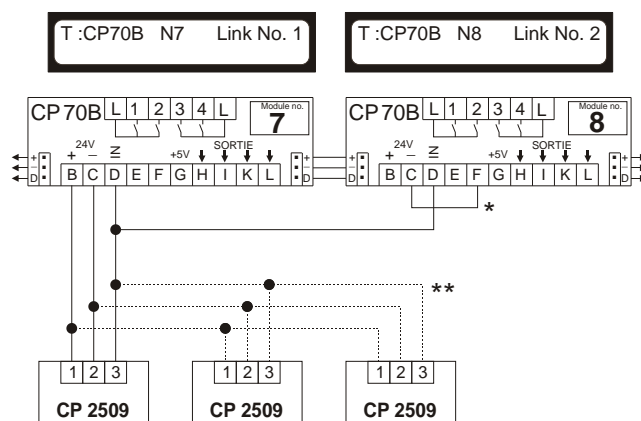 T :CP70B N7 Link No. 1
T :CP70B N8 Link No. 2
CP70B L 1 2 3 4 L Module no. 7
CP70B L 1 2 3 4 L Module no. 8
+ 24V − IN +5V SORTIE
+ 24V − IN +5V SORTIE
+ − D B C D E F G H I K L + − D
+ − D B C D E F G H I K L + − D
*
**
1 2 3
1 2 3
1 2 3
CP 2509
CP 2509
CP 2509